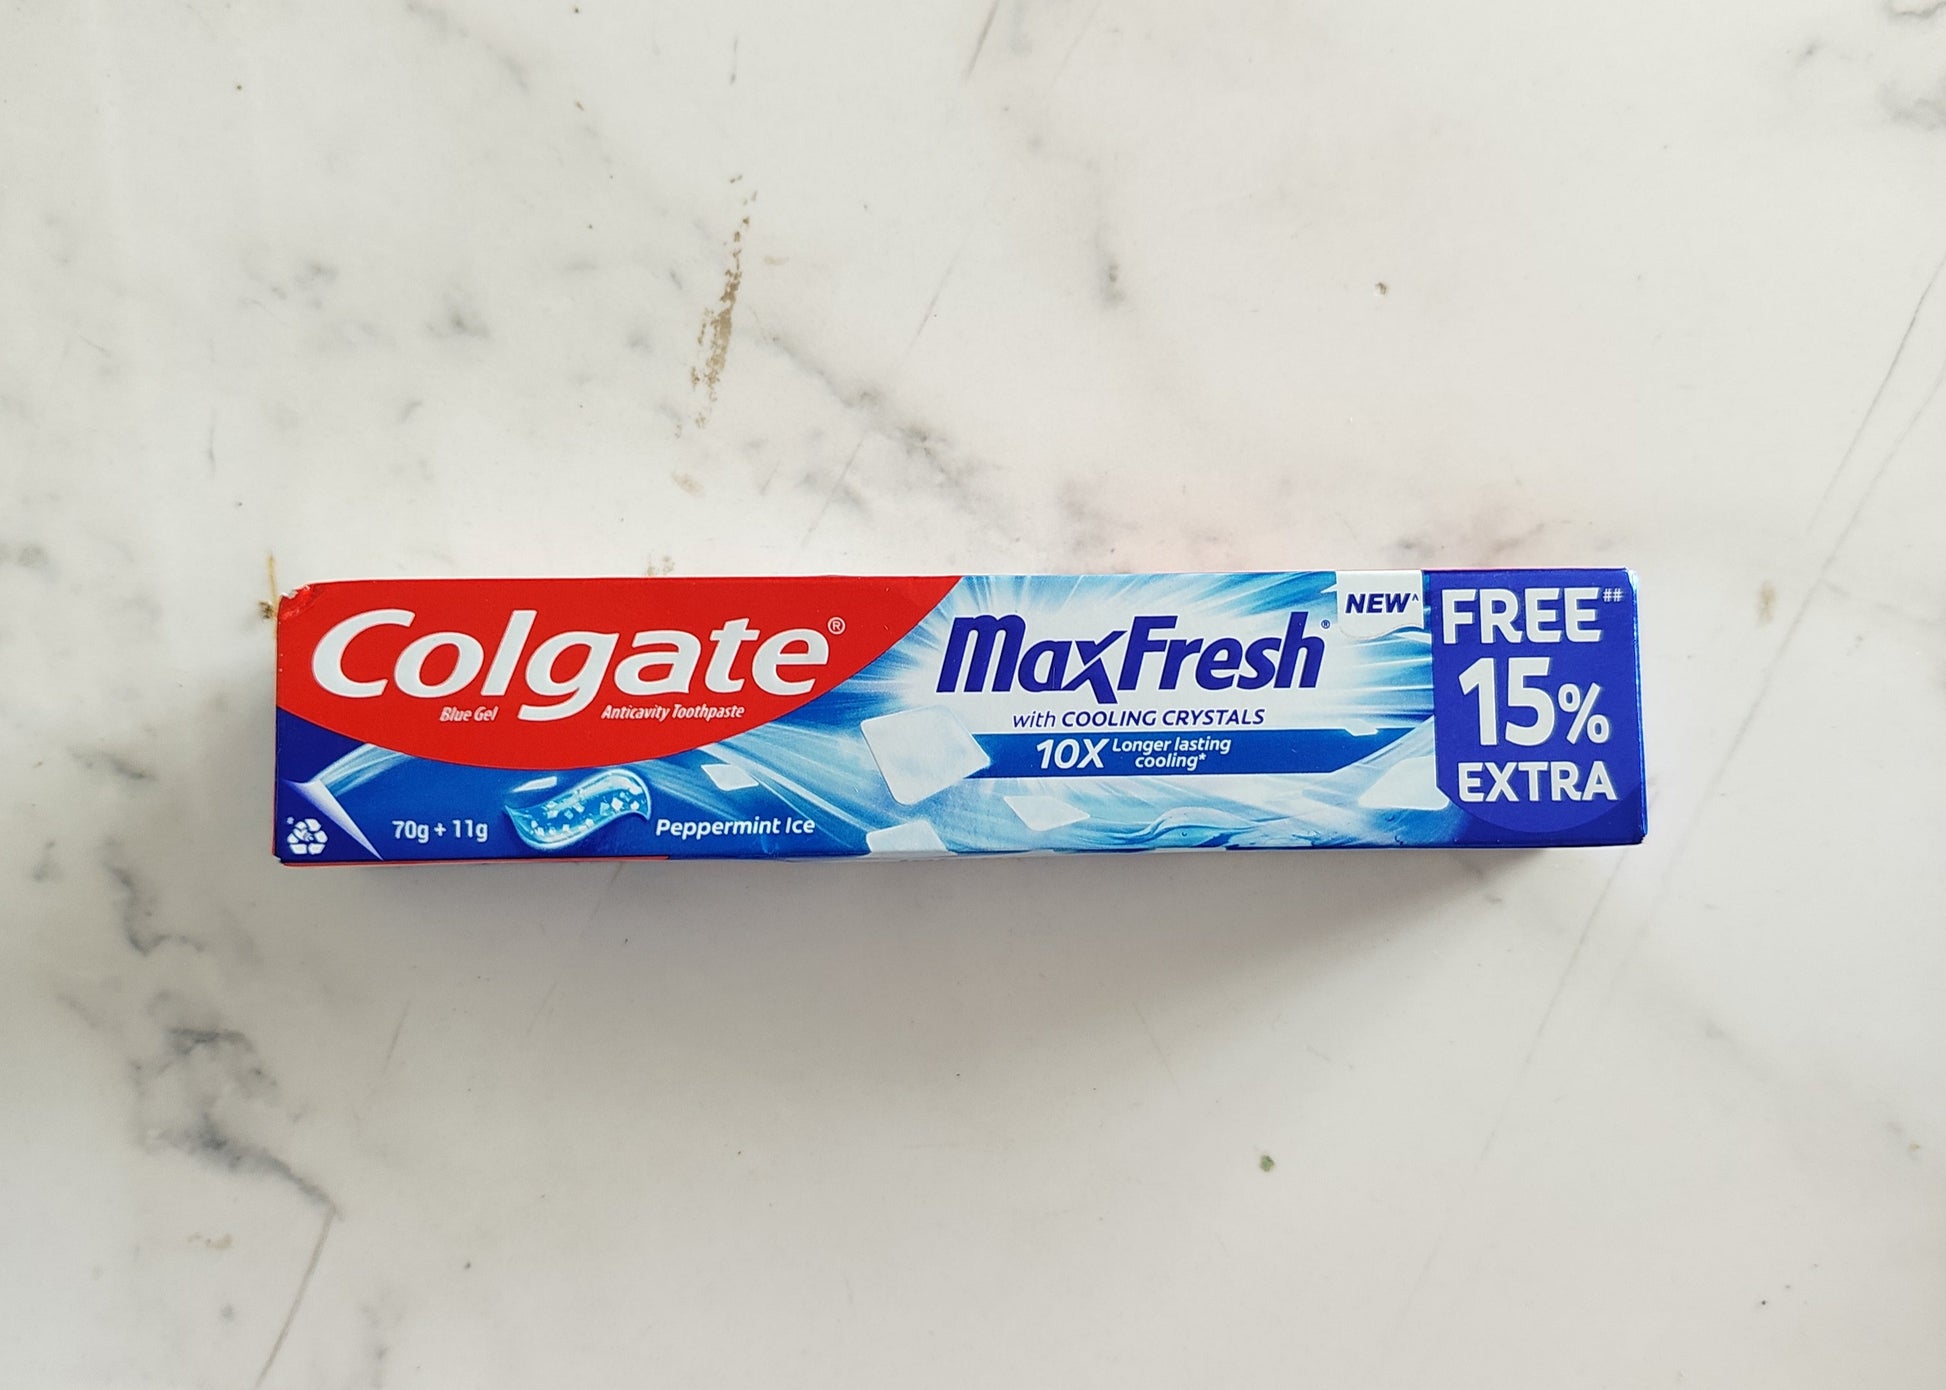 Colgate®
Blue Gel Anticavity Toothpaste
MaxFresh®
with COOLING CRYSTALS
10X Longer lasting
cooling*
NEW^
FREE##
15%
EXTRA
70g + 11g
Peppermint Ice